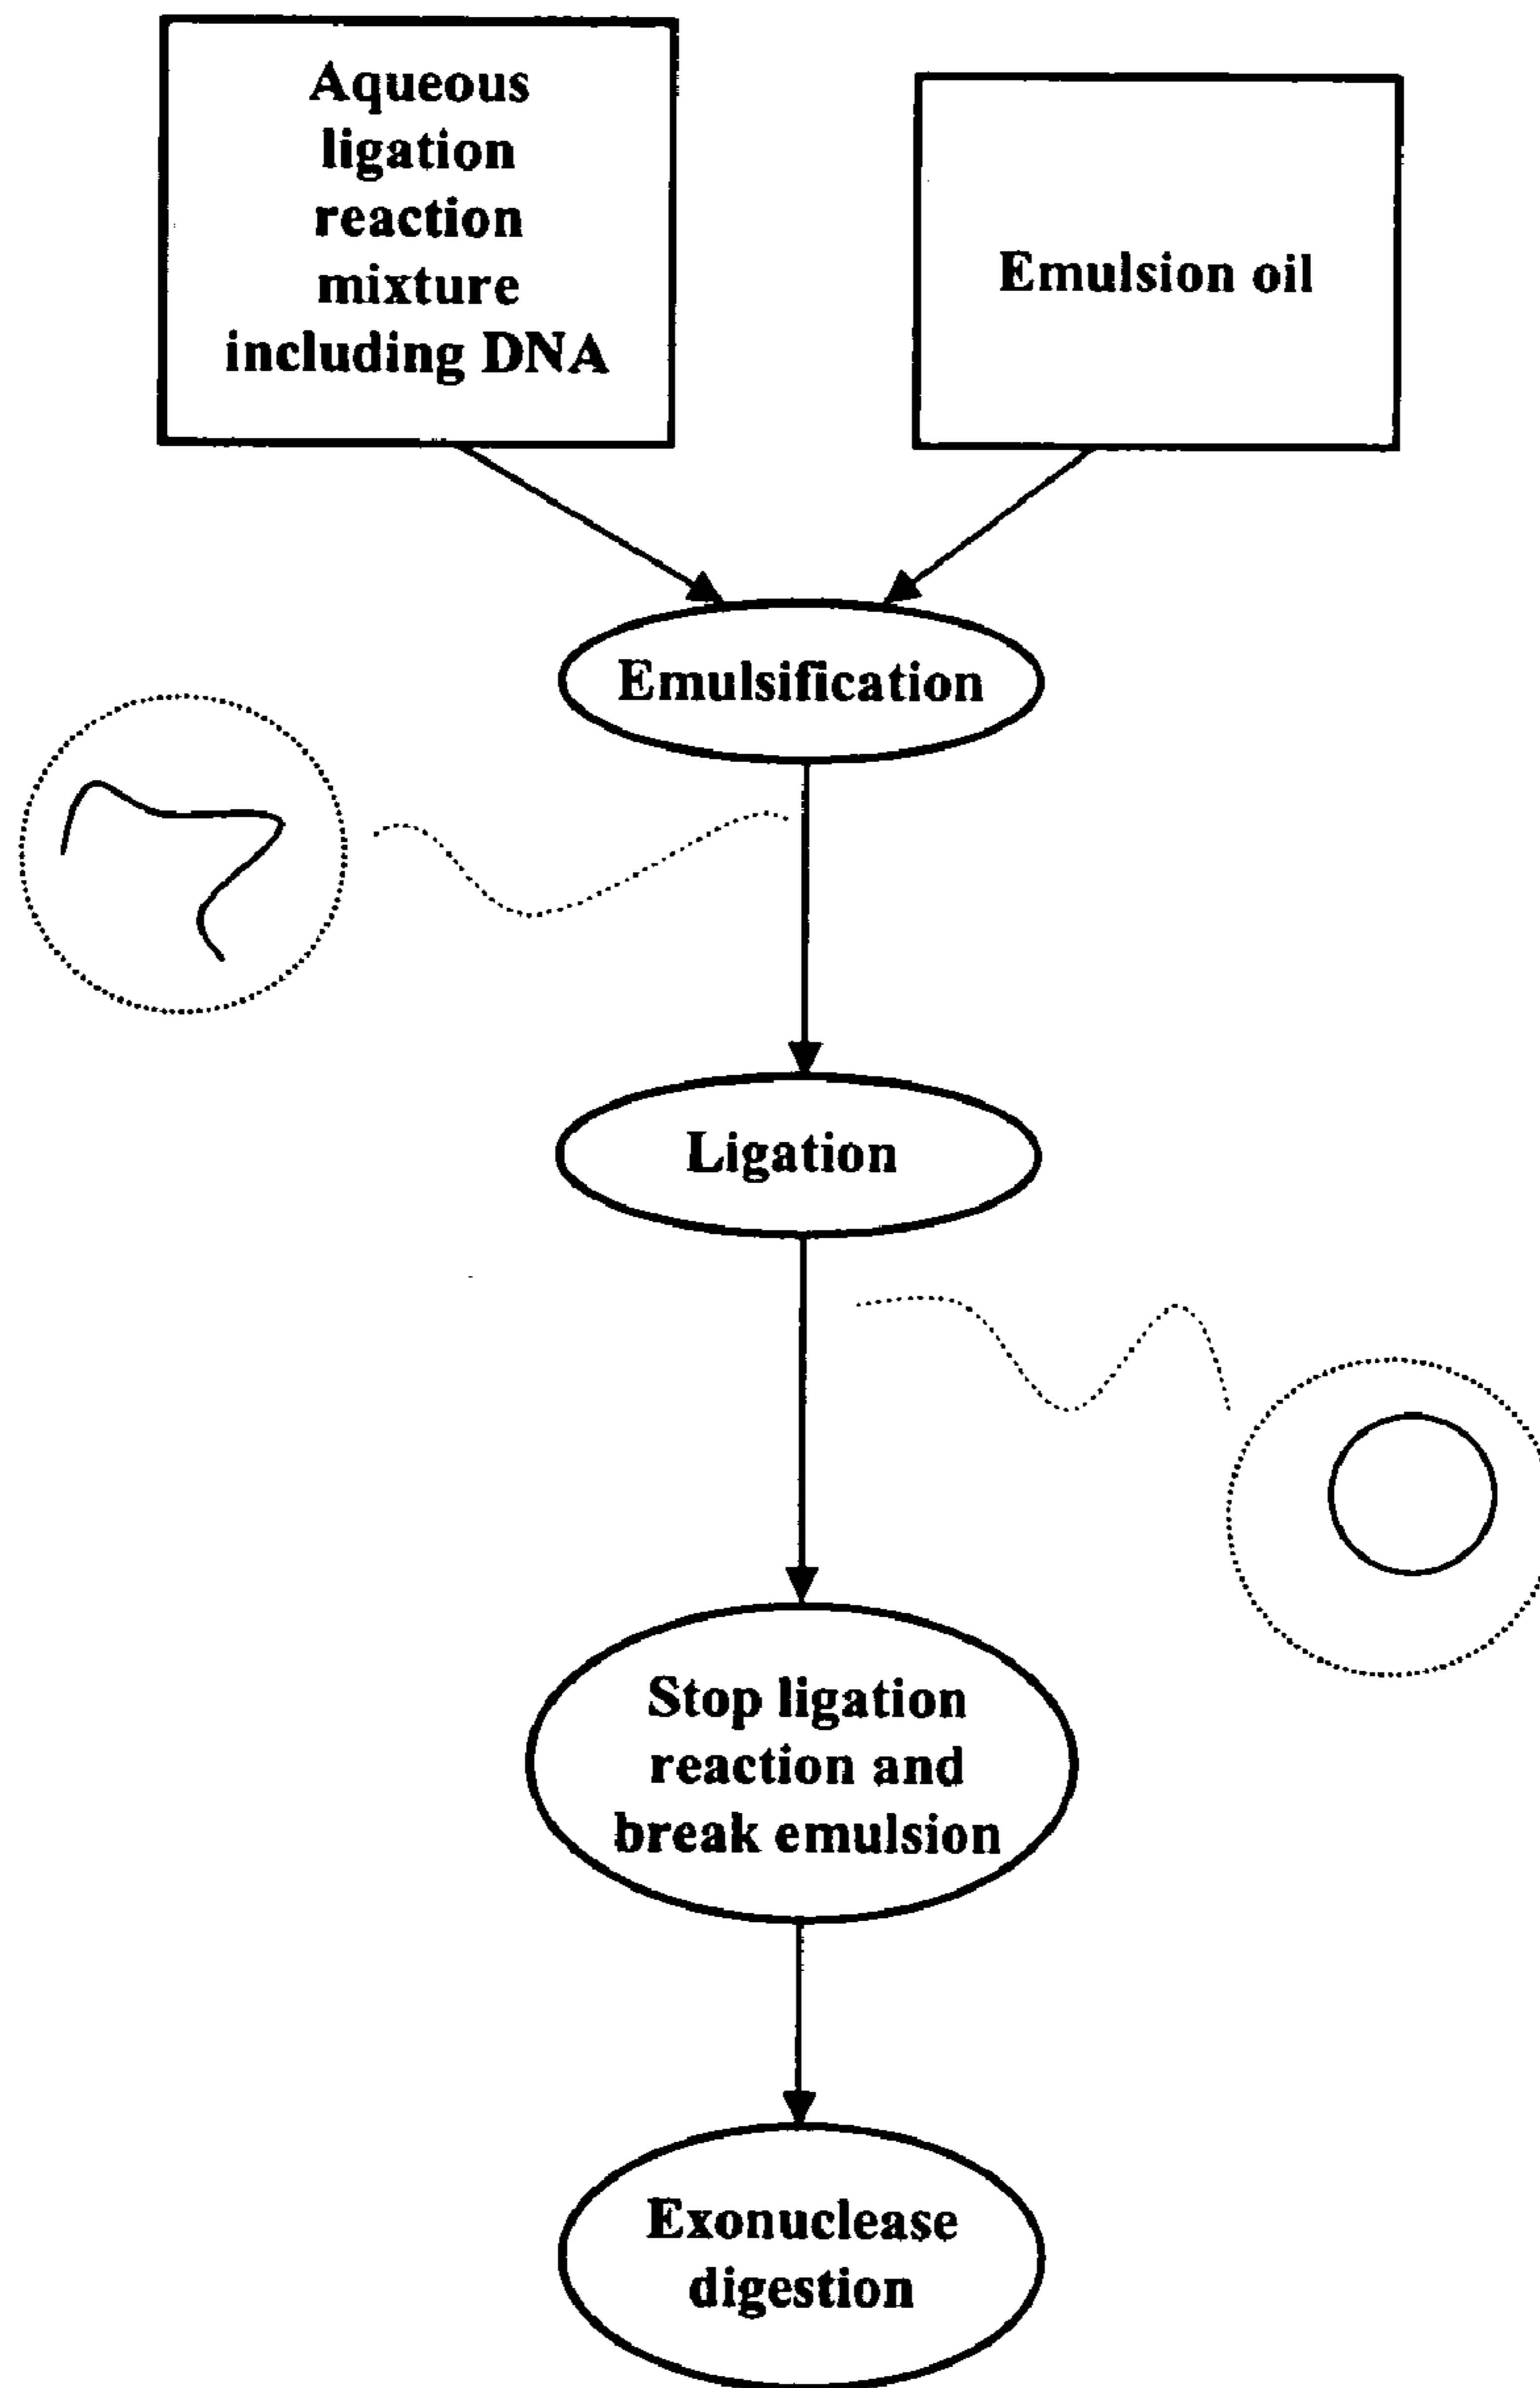 Aqueous
ligation
reaction
mixture
including DNA
Emulsion oil
Emulsification
Ligation
Stop ligation
reaction and
break emulsion
Exonuclease
digestion